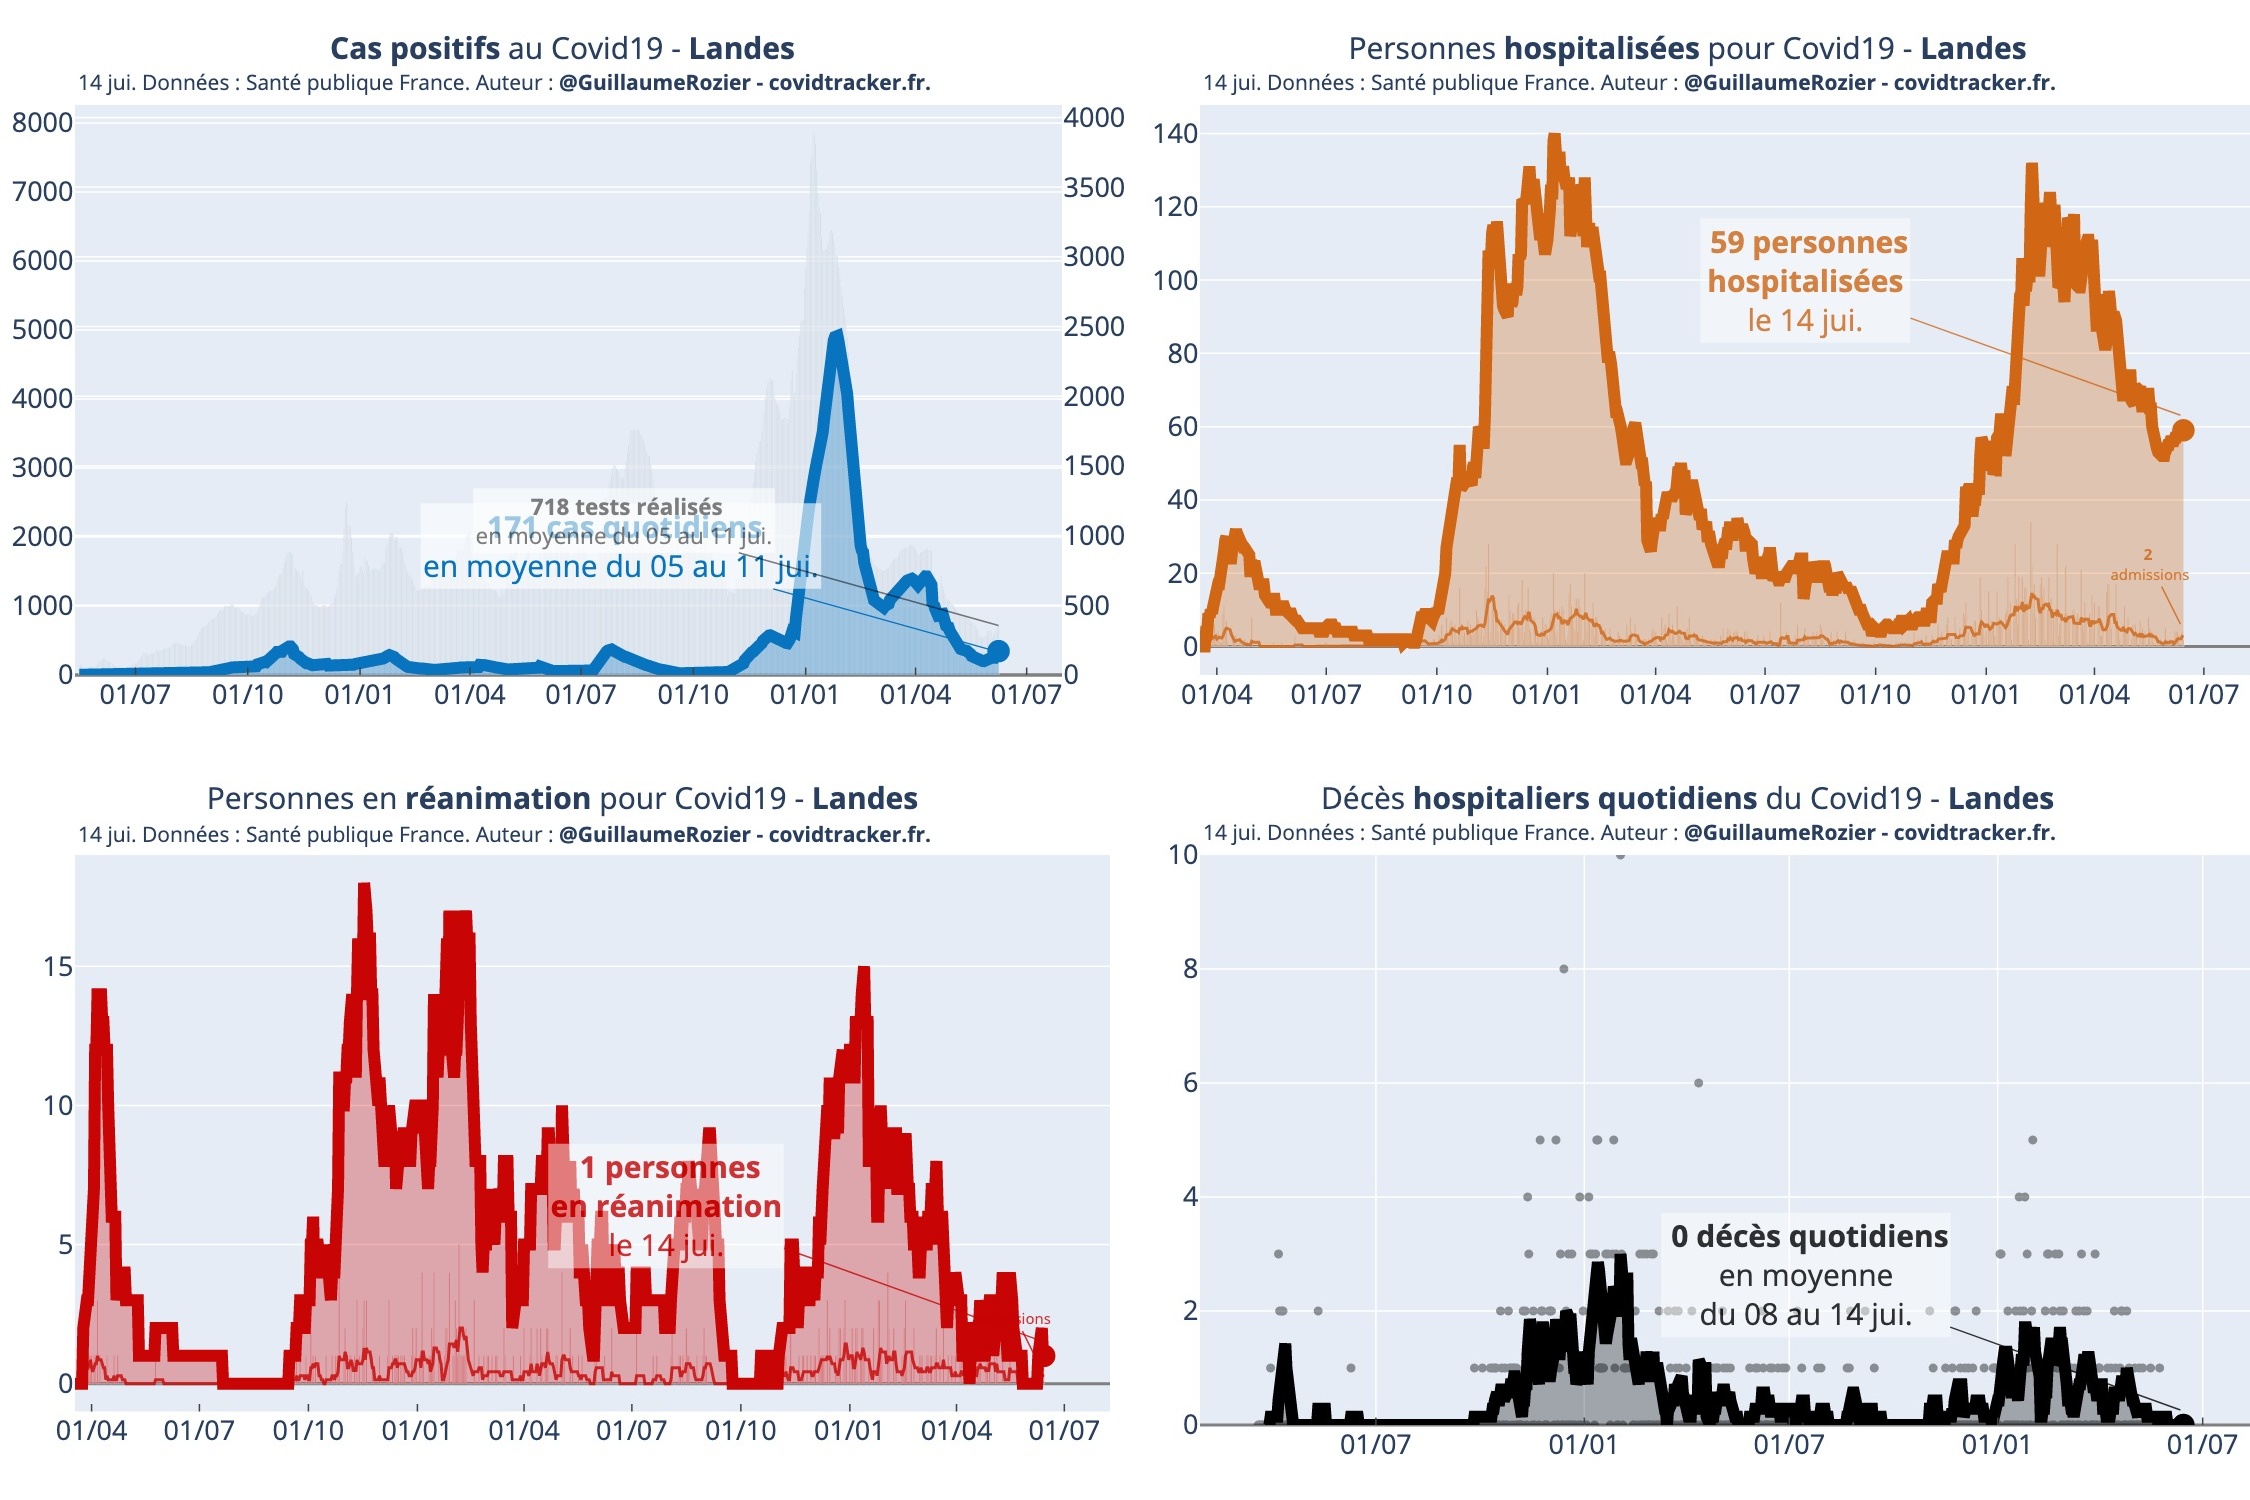 Cas positifs au Covid19 - Landes
14 jui. Données : Santé publique France. Auteur : @GuillaumeRozier - covidtracker.fr.
8000
7000
6000
5000
4000
3000
2000
1000
0
4000
3500
3000
2500
2000
1500
1000
500
0
718 tests réalisés
en moyenne du 05 au 11 jui.
171 cas quotidiens
en moyenne du 05 au 11 jui.
01/07 01/10 01/01 01/04 01/07 01/10 01/01 01/04 01/07
Personnes hospitalisées pour Covid19 - Landes
14 jui. Données : Santé publique France. Auteur : @GuillaumeRozier - covidtracker.fr.
140
120
100
80
60
40
20
0
59 personnes
hospitalisées
le 14 jui.
2
admissions
01/04 01/07 01/10 01/01 01/04 01/07 01/10 01/01 01/04 01/07
Personnes en réanimation pour Covid19 - Landes
14 jui. Données : Santé publique France. Auteur : @GuillaumeRozier - covidtracker.fr.
15
10
5
0
1 personnes
en réanimation
le 14 jui.
01/04 01/07 01/10 01/01 01/04 01/07 01/10 01/01 01/04 01/07
Décès hospitaliers quotidiens du Covid19 - Landes
14 jui. Données : Santé publique France. Auteur : @GuillaumeRozier - covidtracker.fr.
10
8
6
4
2
0
0 décès quotidiens
en moyenne
du 08 au 14 jui.
01/07 01/01 01/07 01/01 01/07